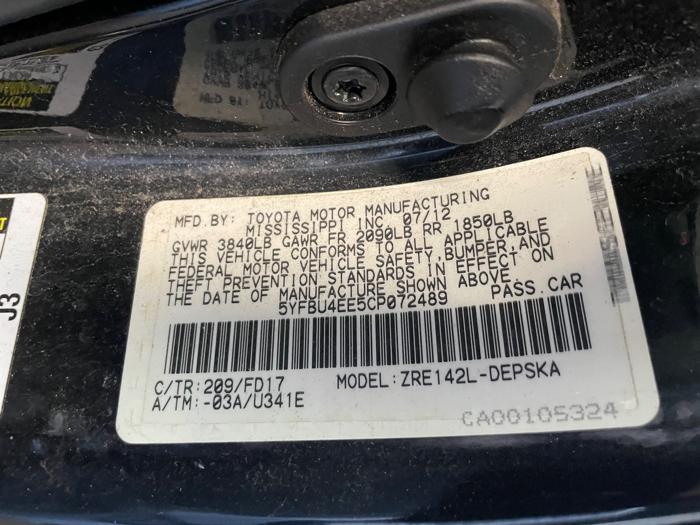 MFD.BY: TOYOTA MOTOR MANUFACTURING
MISSISSIPPI INC. 07/12
GVWR 3840LB GAWR FR 2090LB RR 1850LB
THIS VEHICLE CONFORMS TO ALL APPLICABLE
FEDERAL MOTOR VEHICLE SAFETY, BUMPER, AND
THEFT PREVENTION STANDARDS IN EFFECT ON
THE DATE OF MANUFACTURE SHOWN ABOVE.
5YFBU4EE5CP072489 PASS.CAR
C/TR:209/FD17 MODEL:ZRE142L-DEPSKA
A/TM:-03A/U341E
CA00105324
J3